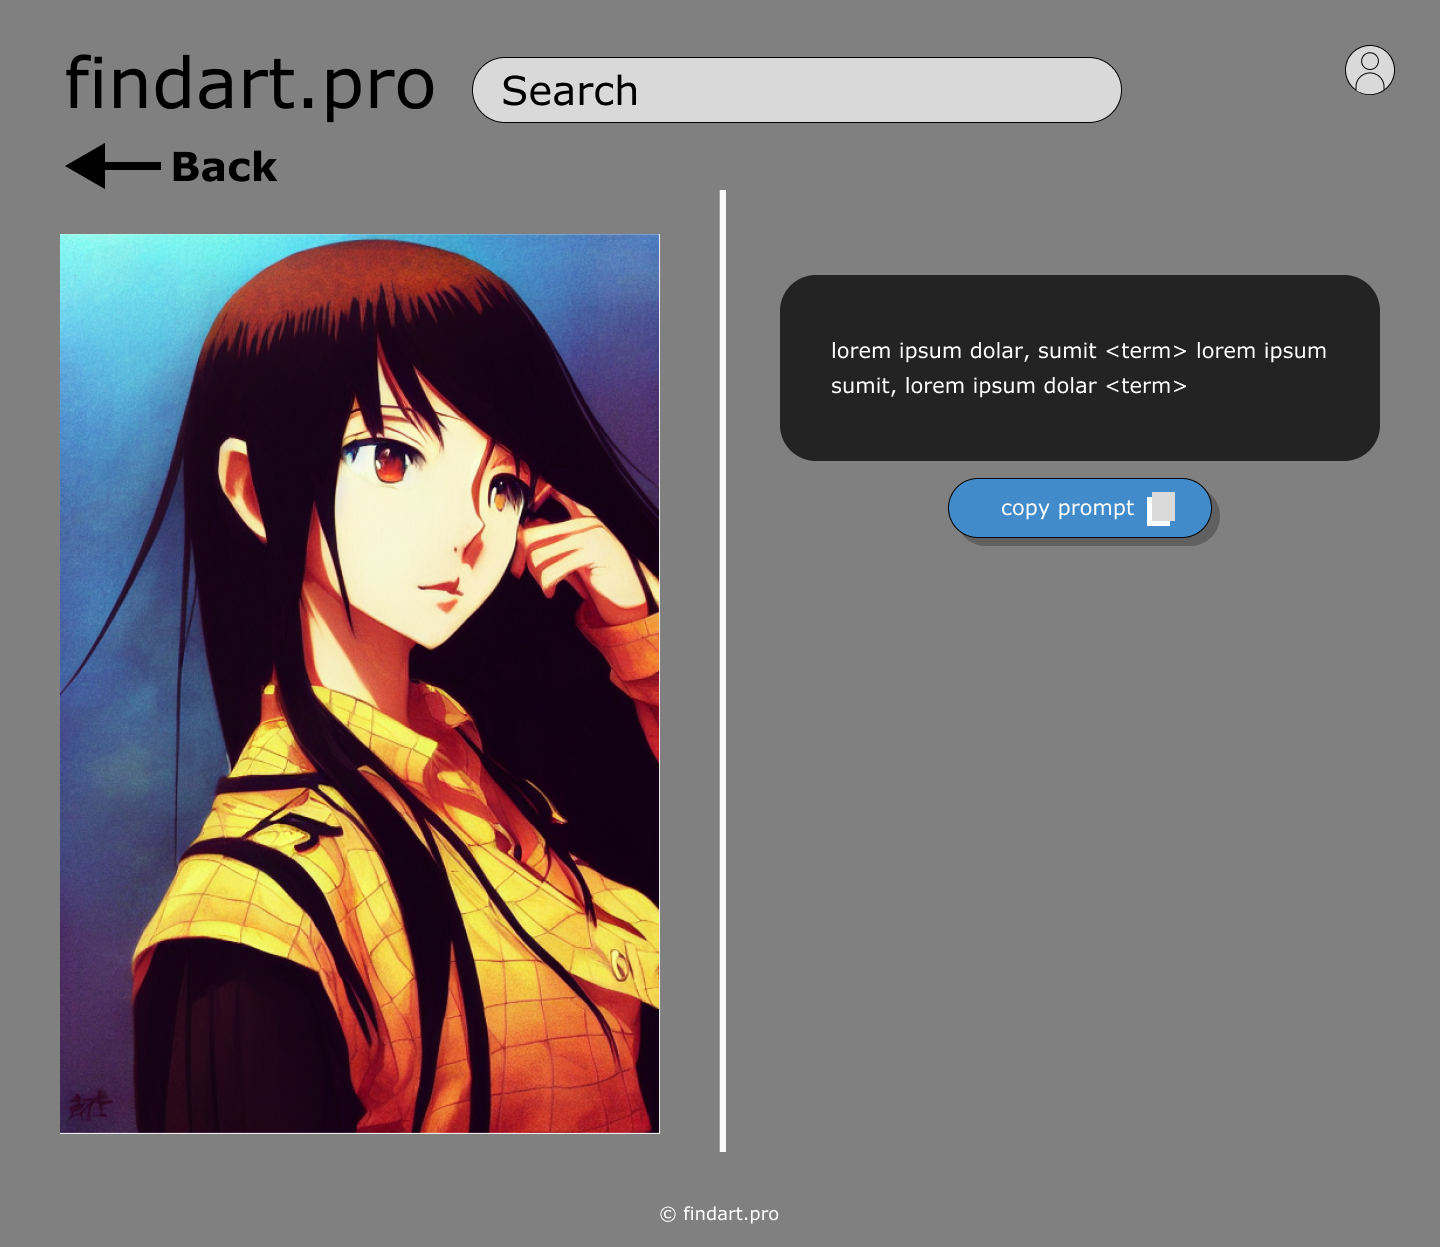 findart.pro
Search
Back
lorem ipsum dolar, sumit <term> lorem ipsum
sumit, lorem ipsum dolar <term>
copy prompt
© findart.pro